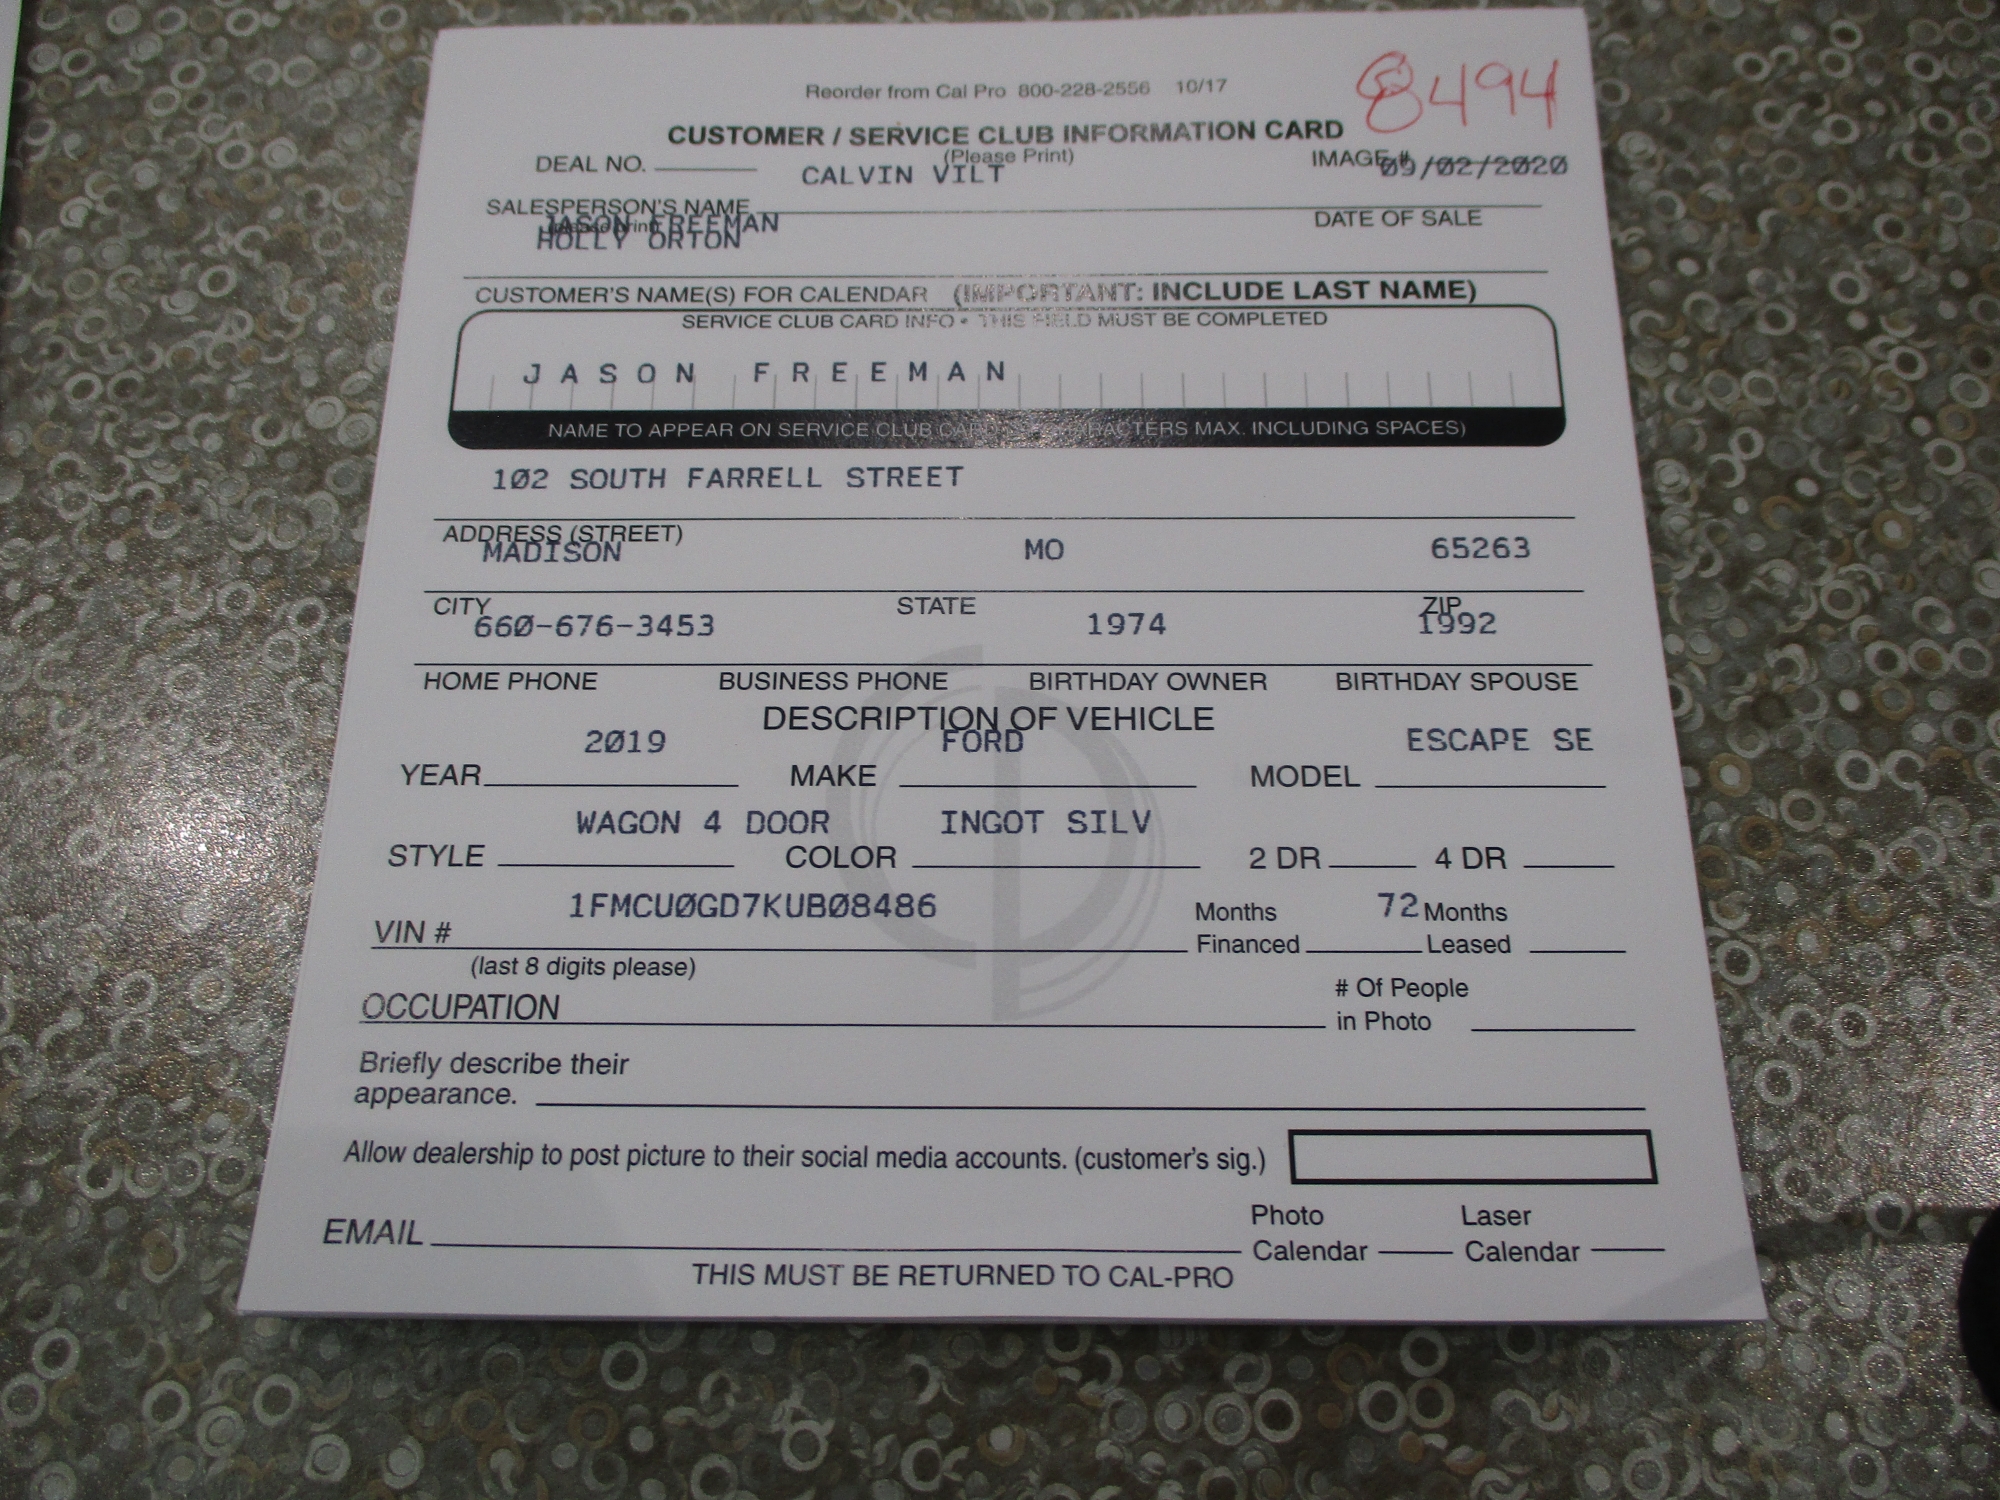 8494
Reorder from Cal Pro 800-228-2556 10/17
CUSTOMER / SERVICE CLUB INFORMATION CARD
(Please Print)
DEAL NO. CALVIN VILT IMAGE # 09/02/2020
SALESPERSON'S NAME DATE OF SALE
(please print) JASON FREEMAN
HOLLY ORTON
CUSTOMER'S NAME(S) FOR CALENDAR (IMPORTANT: INCLUDE LAST NAME)
SERVICE CLUB CARD INFO • THIS FIELD MUST BE COMPLETED
JASON FREEMAN
NAME TO APPEAR ON SERVICE CLUB CARD CHARACTERS MAX. INCLUDING SPACES)
102 SOUTH FARRELL STREET
ADDRESS (STREET)
MADISON MO 65263
CITY STATE ZIP
660-676-3453 1974 1992
HOME PHONE BUSINESS PHONE BIRTHDAY OWNER BIRTHDAY SPOUSE
DESCRIPTION OF VEHICLE
2019 FORD ESCAPE SE
YEAR MAKE MODEL
WAGON 4 DOOR INGOT SILV
STYLE COLOR 2 DR 4 DR
1FMCU0GD7KUB08486 Months 72 Months
VIN # Financed Leased
(last 8 digits please)
OCCUPATION # Of People
in Photo
Briefly describe their
appearance.
Allow dealership to post picture to their social media accounts. (customer's sig.)
Photo Laser
EMAIL Calendar Calendar
THIS MUST BE RETURNED TO CAL-PRO